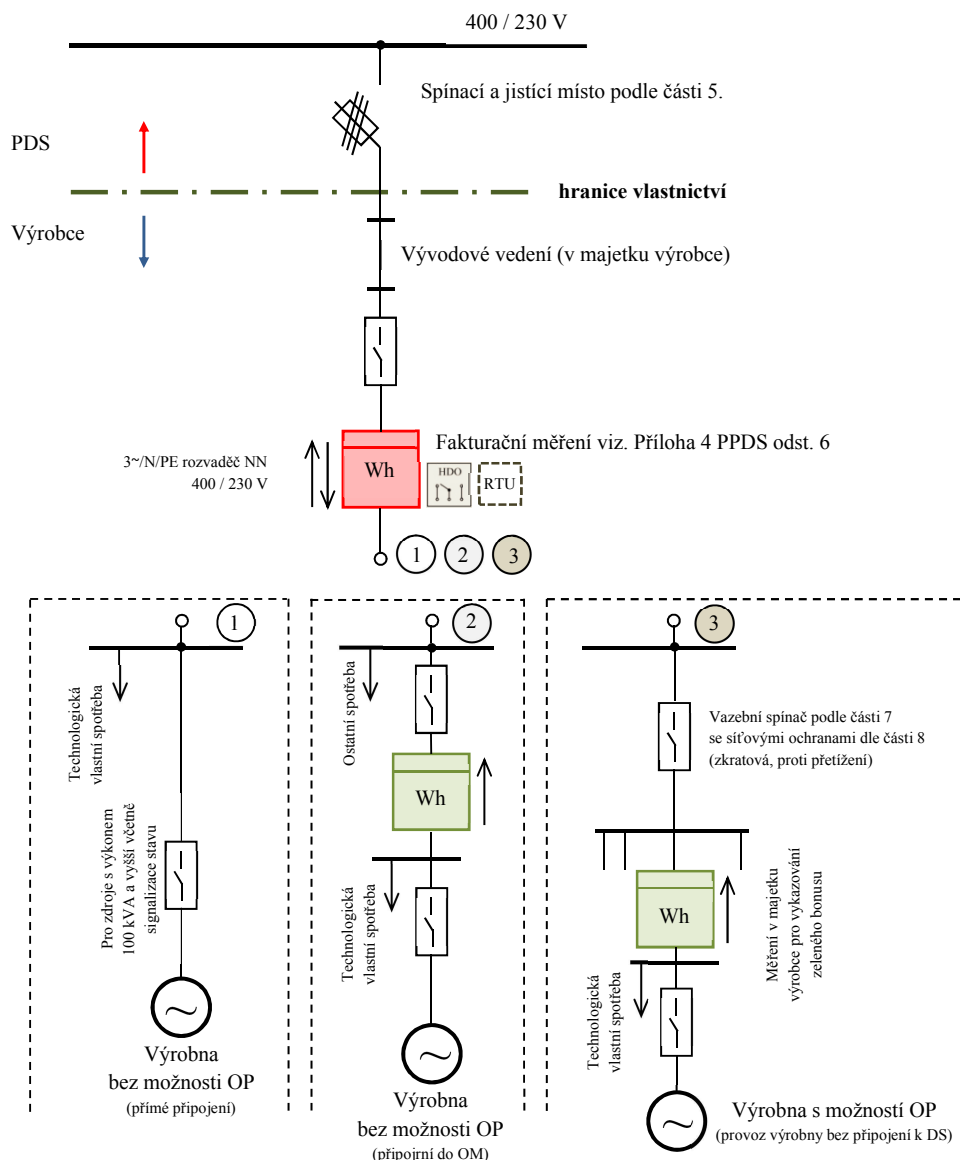 400 / 230 V
Spínací a jistící místo podle části 5.
PDS
hranice vlastnictví
Výrobce
Vývodové vedení (v majetku výrobce)
Fakturační měření viz. Příloha 4 PPDS odst. 6
3~/N/PE rozvaděč NN
400 / 230 V
Wh
HDO
RTU
1
2
3
1
Technologická
vlastní spotřeba
Pro zdroje s výkonem
100 kVA a vyšší včetně
signalizace stavu
Výrobna
bez možnosti OP
(přímé připojení)
2
Ostatní spotřeba
Wh
Technologická
vlastní spotřeba
Výrobna
bez možnosti OP
(připojrní do OM)
3
Vazební spínač podle části 7
se síťovými ochranami dle části 8
(zkratová, proti přetížení)
Wh
Měření v majetku
výrobce pro vykazování
zeleného bonusu
Technologická
vlastní spotřeba
Výrobna s možností OP
(provoz výrobny bez připojení k DS)